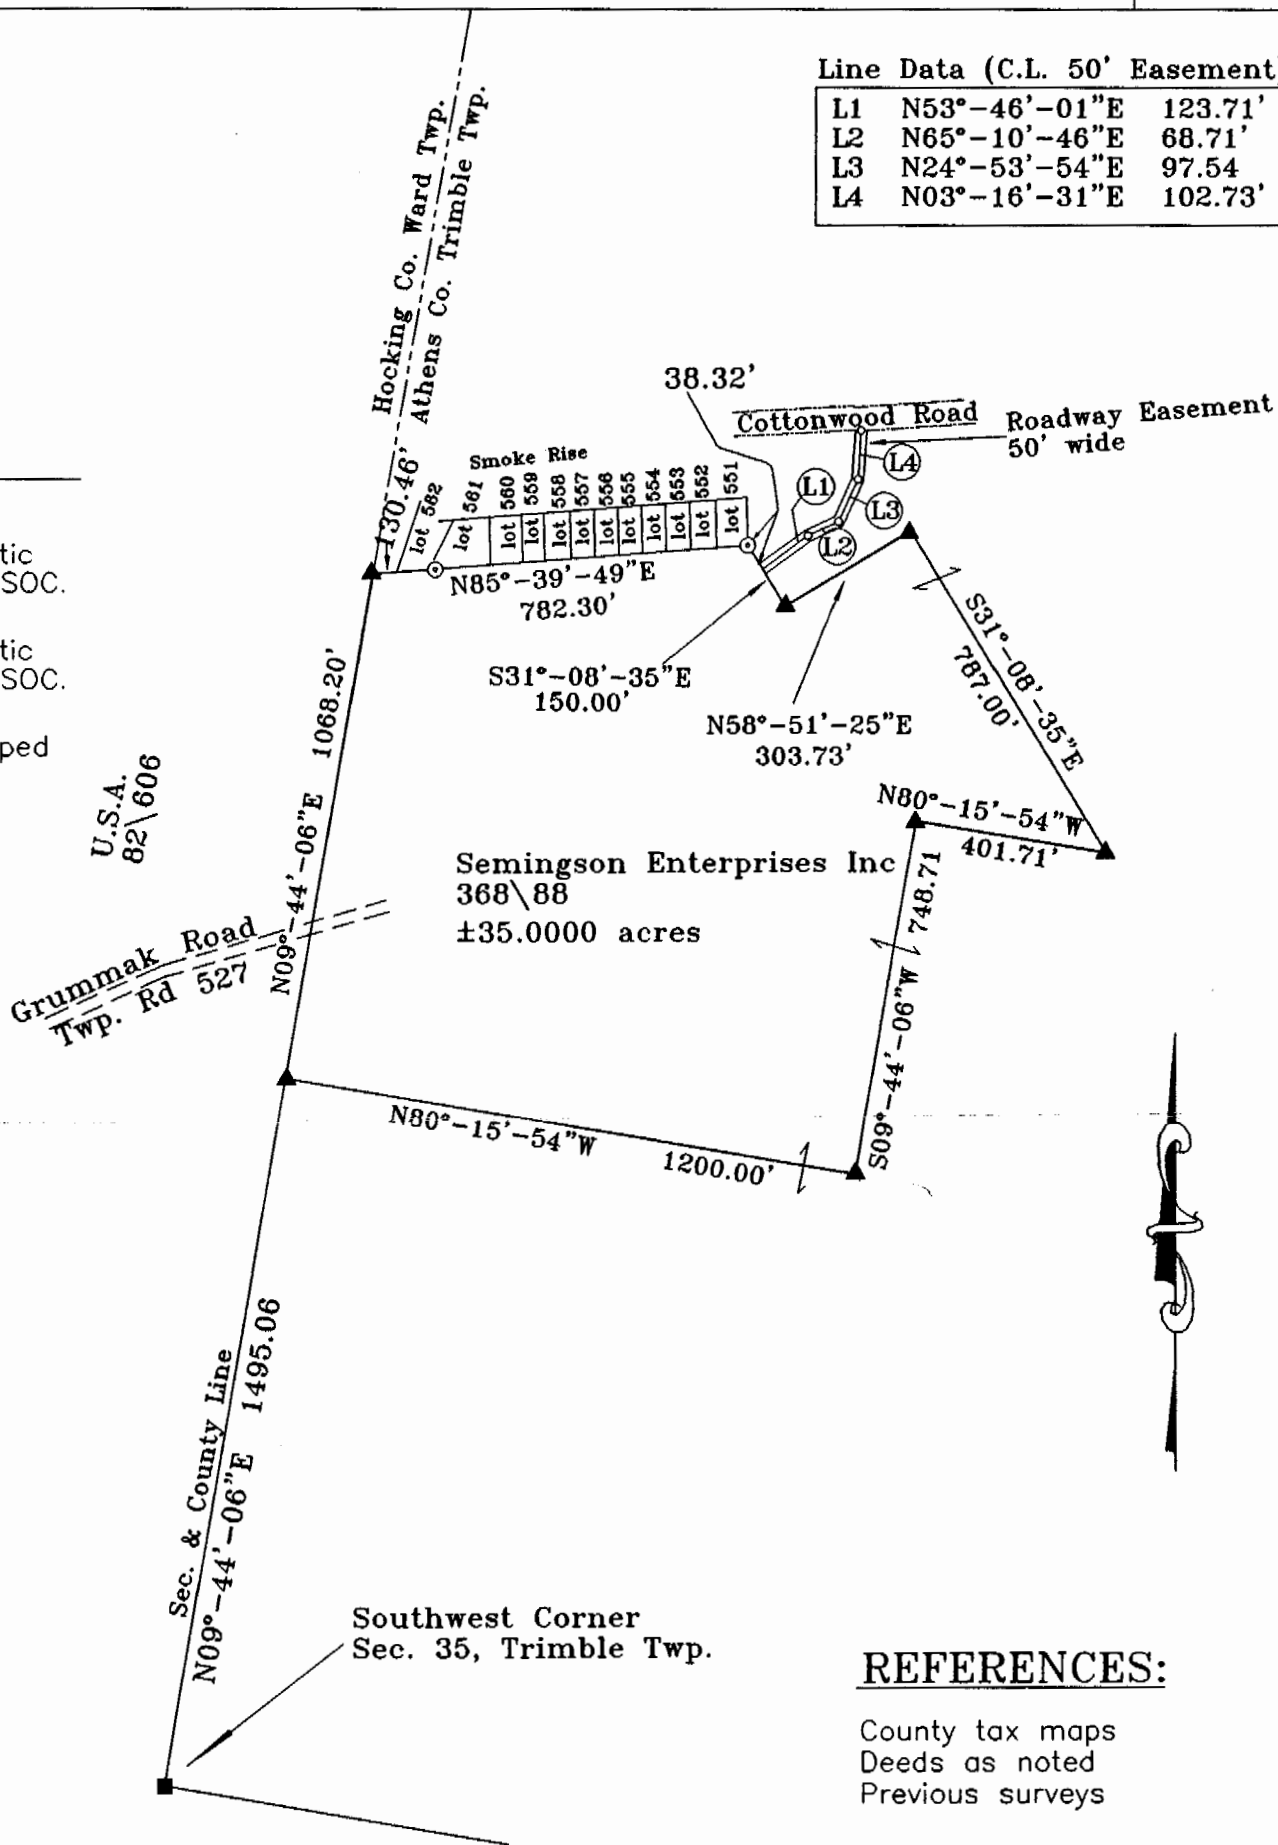 Line Data (C.L. 50' Easement)
L1 N53°-46'-01"E 123.71'
L2 N65°-10'-46"E 68.71'
L3 N24°-53'-54"E 97.54
L4 N03°-16'-31"E 102.73'
Hocking Co. Ward Twp.
Athens Co. Trimble Twp.
38.32'
Cottonwood Road
Roadway Easement
50' wide
L4
L1
L3
L2
Smoke Rise
130.46'
lot 562
lot 561
lot 560
lot 559
lot 558
lot 557
lot 556
lot 555
lot 554
lot 553
lot 552
lot 551
N85°-39'-49"E
782.30'
tic
SOC.
tic
SOC.
ped
S31°-08'-35"E
150.00'
N58°-51'-25"E
303.73'
S31°-08'-35"E
787.00'
N80°-15'-54"W
401.71'
U.S.A.
82\606
N09°-44'-06"E 1068.20'
Semingson Enterprises Inc
368\88
±35.0000 acres
S09°-44'-06"W 748.71
Grummak Road
Twp. Rd 527
N80°-15'-54"W 1200.00'
Sec. & County Line
N09°-44'-06"E 1495.06
Southwest Corner
Sec. 35, Trimble Twp.
REFERENCES:
County tax maps
Deeds as noted
Previous surveys